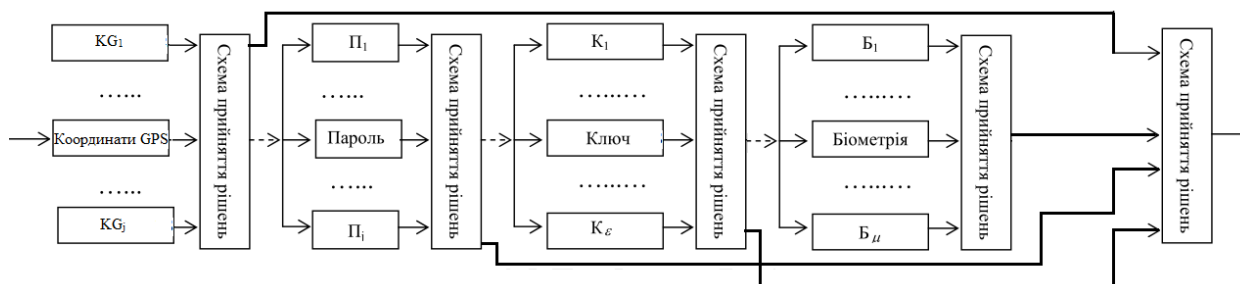 KG1
……
Координати GPS
……
KGj
Схема прийняття рішень
П1
……
Пароль
……
Пi
Схема прийняття рішень
К1
…...…
Ключ
…...…
Кε
Схема прийняття рішень
Б1
…...…
Біометрія
…...…
Бμ
Схема прийняття рішень
Схема прийняття рішень